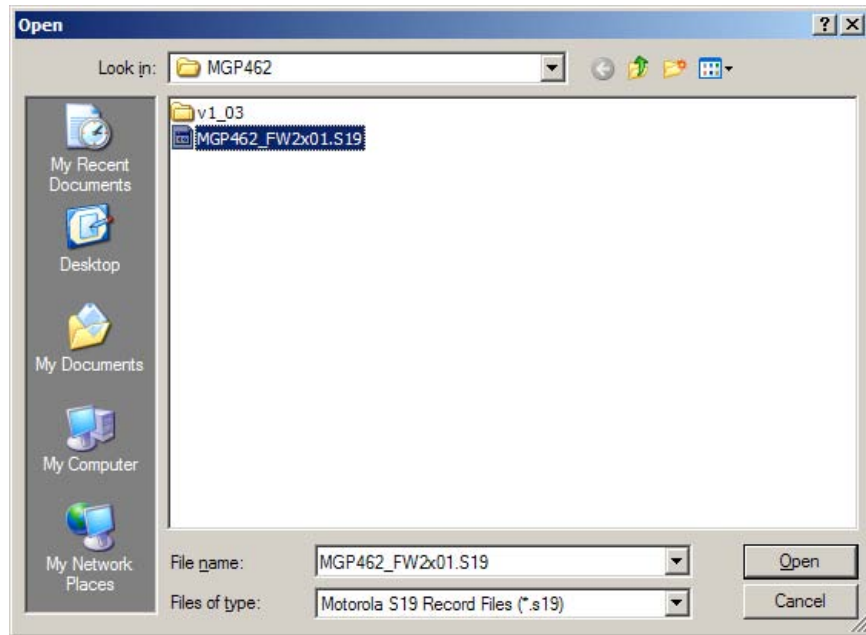 Open
Look in: MGP462
v1_03
MGP462_FW2x01.S19
My Recent
Documents
Desktop
My Documents
My Computer
My Network
Places
File name: MGP462_FW2x01.S19 Open
Files of type: Motorola S19 Record Files (*.s19) Cancel